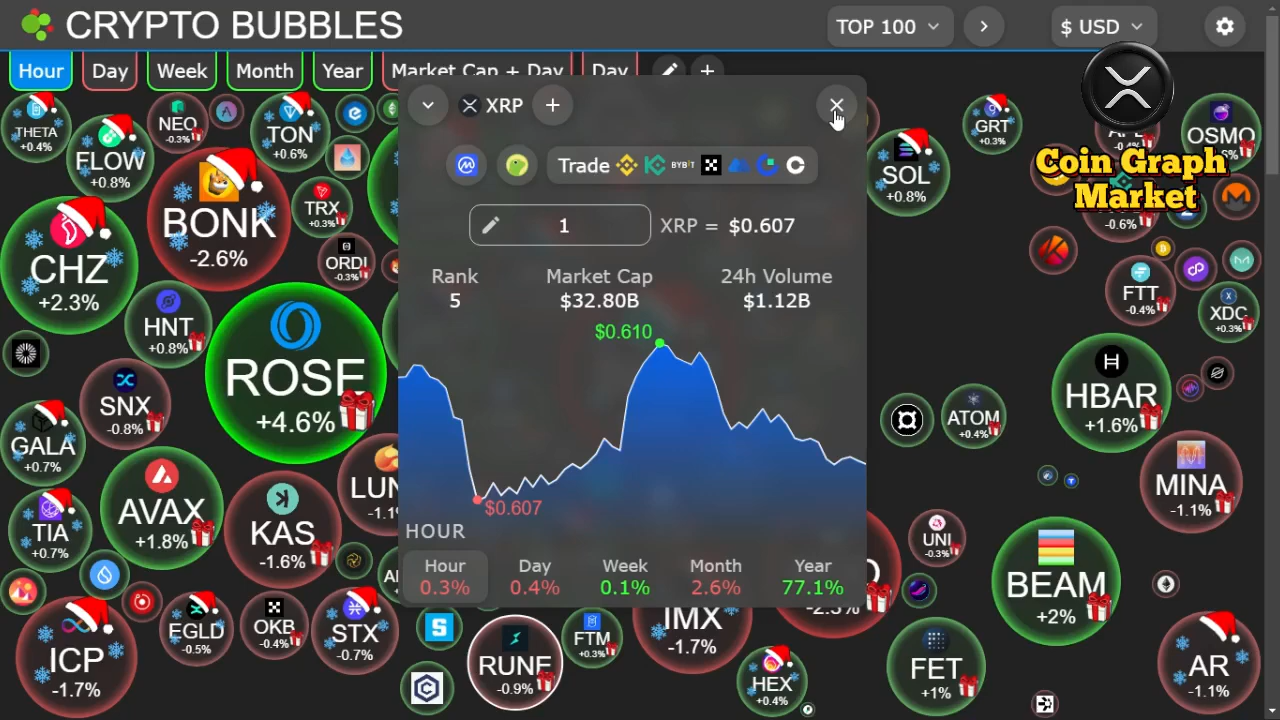 CRYPTO BUBBLES
TOP 100
$ USD
Hour
Day
Week
Month
Year
Market Cap + Day
Day
XRP
Trade
BYBIT
1
XRP = $0.607
Rank
5
Market Cap
$32.80B
24h Volume
$1.12B
$0.610
$0.607
HOUR
Hour
0.3%
Day
0.4%
Week
0.1%
Month
2.6%
Year
77.1%
Coin Graph
Market
THETA
+0.4%
FLOW
+0.8%
NEO
-0.3%
TON
+0.6%
BONK
-2.6%
TRX
+0.3%
ORDI
-0.3%
CHZ
+2.3%
HNT
+0.8%
ROSE
+4.6%
SNX
-0.8%
GALA
+0.7%
AVAX
+1.8%
KAS
-1.6%
LUN
-1.1
TIA
+0.7%
ICP
-1.7%
EGLD
-0.5%
OKB
-0.4%
STX
-0.7%
RUNE
-0.9%
FTM
+0.3%
IMX
-1.7%
HEX
+0.4%
-2.3%
SOL
+0.8%
GRT
+0.3%
OSMO
-0.6%
FTT
-0.4%
XDC
+0.3%
HBAR
+1.6%
ATOM
+0.4%
MINA
-1.1%
UNI
-0.3%
BEAM
+2%
FET
+1%
AR
-1.1%